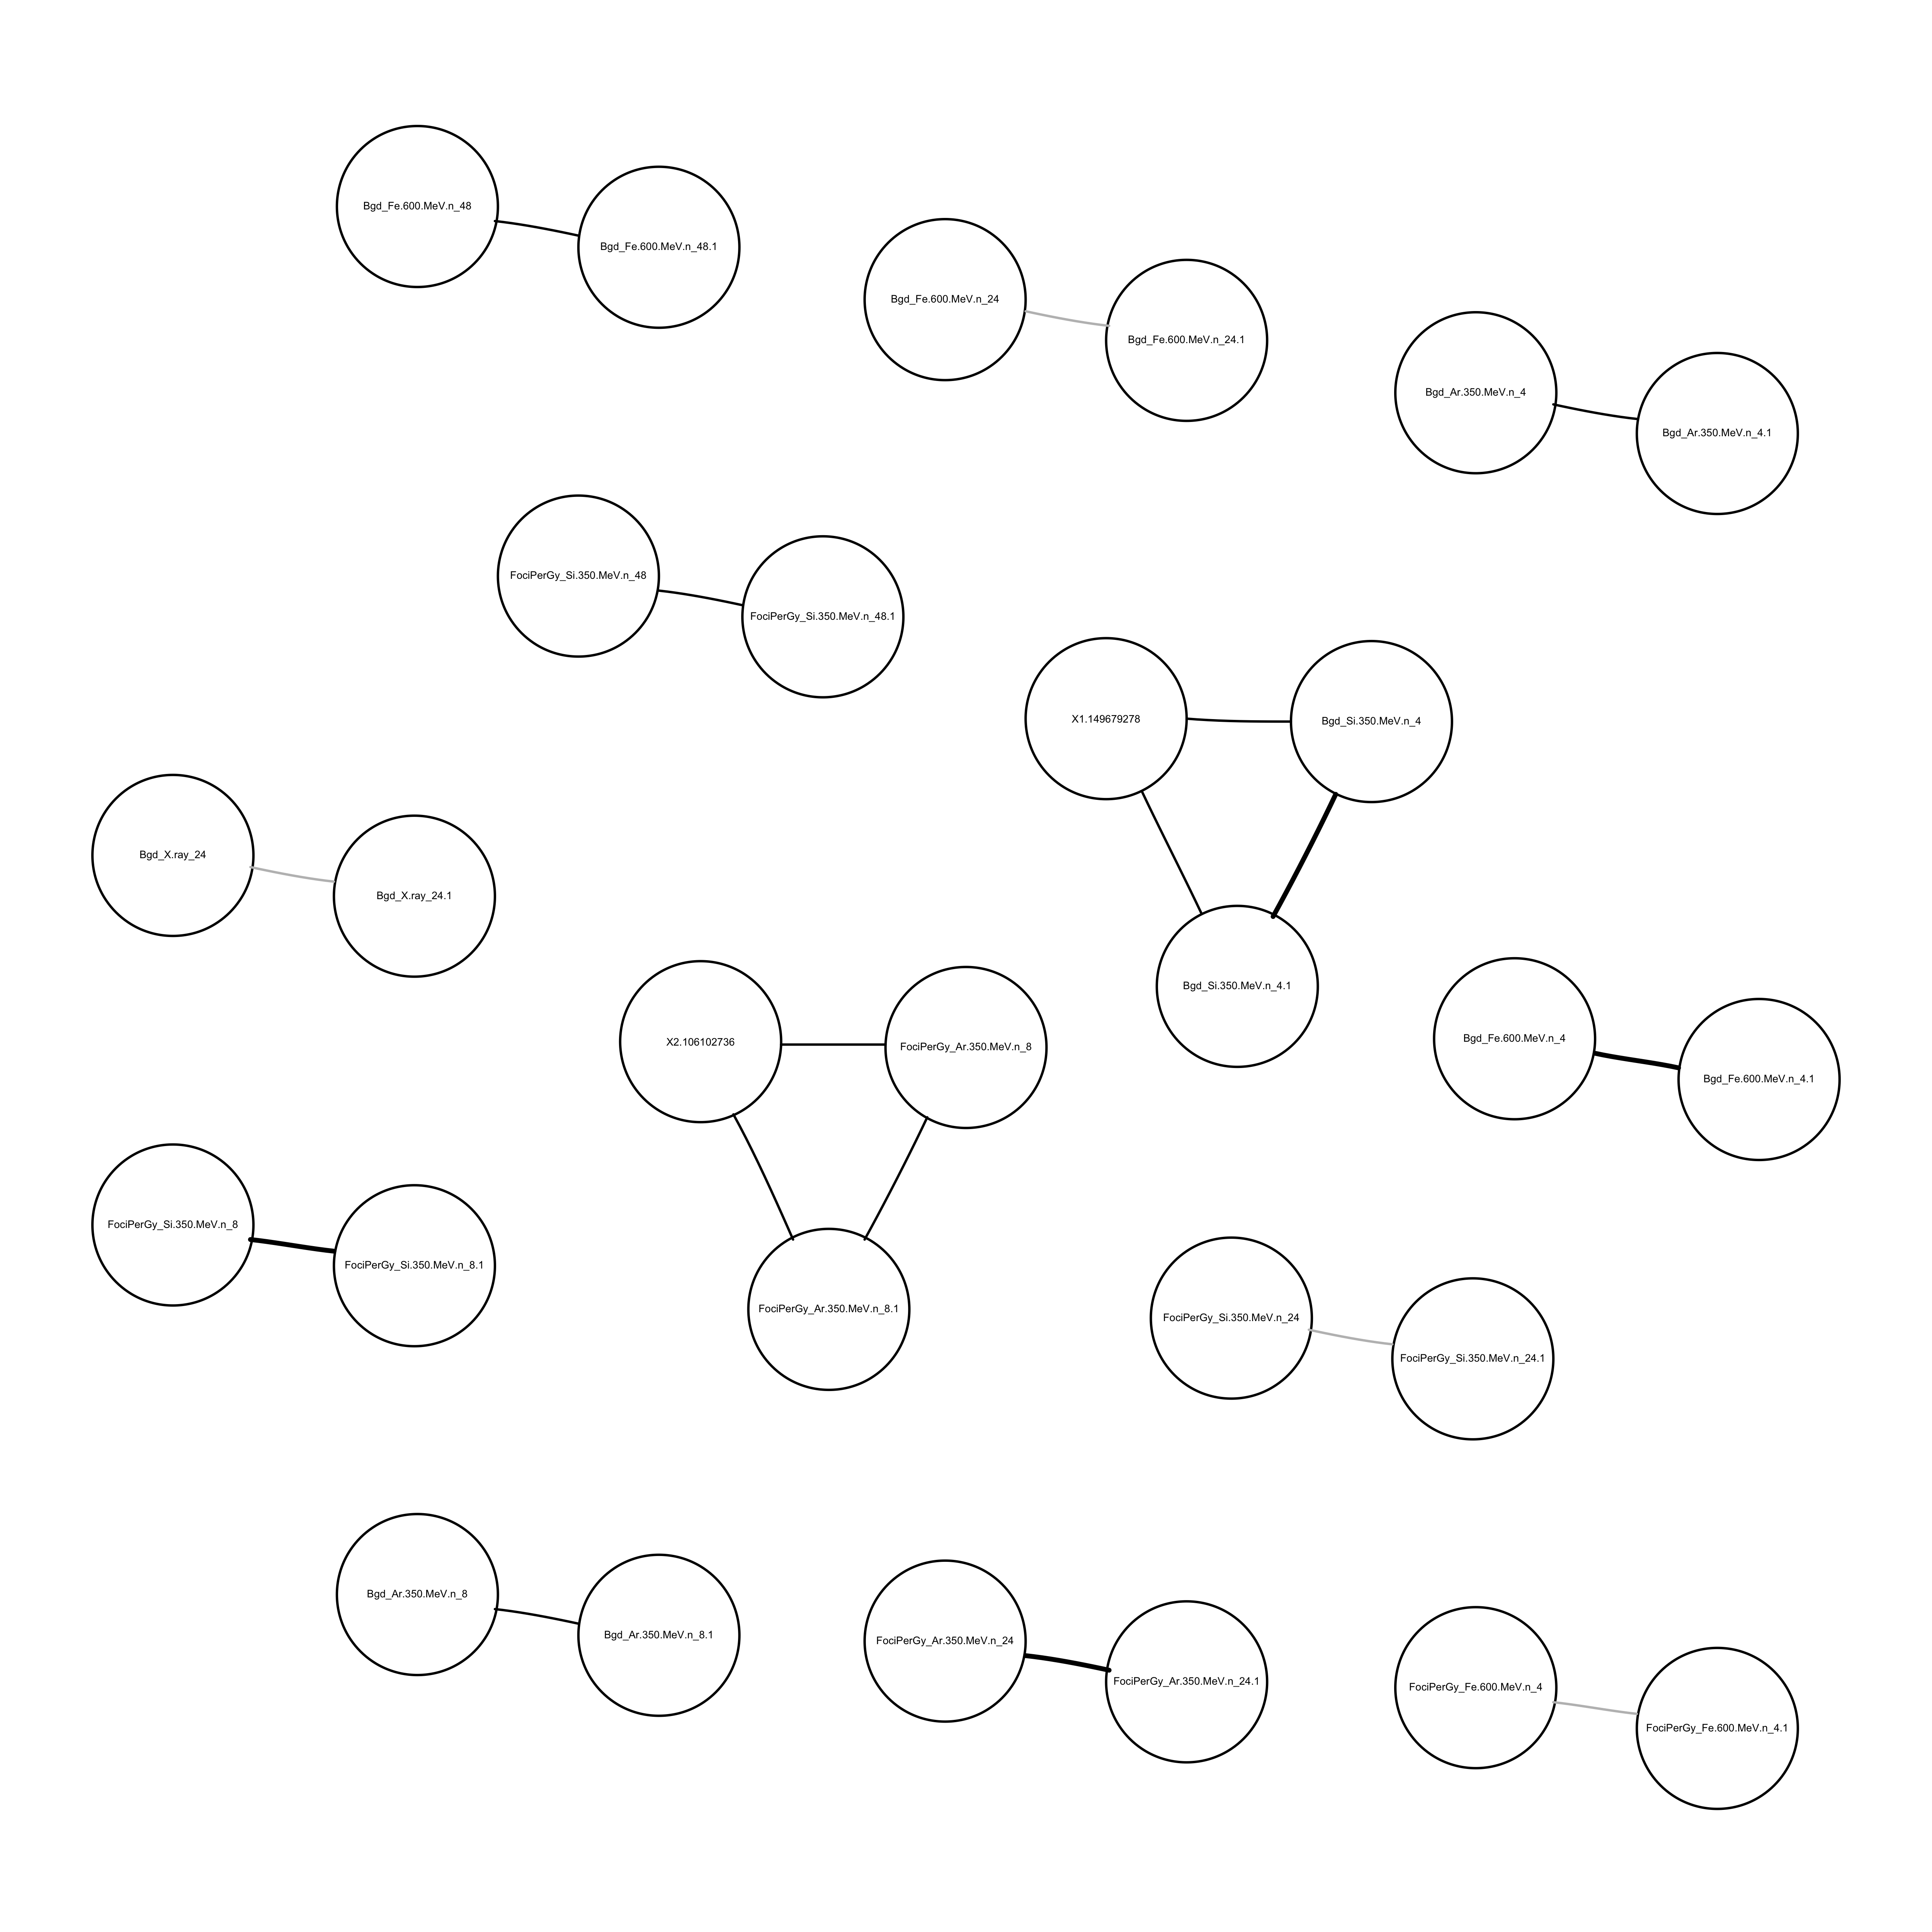 Bgd_Fe.600.MeV.n_48
Bgd_Fe.600.MeV.n_48.1
Bgd_Fe.600.MeV.n_24
Bgd_Fe.600.MeV.n_24.1
Bgd_Ar.350.MeV.n_4
Bgd_Ar.350.MeV.n_4.1
FociPerGy_Si.350.MeV.n_48
FociPerGy_Si.350.MeV.n_48.1
X1.149679278
Bgd_Si.350.MeV.n_4
Bgd_X.ray_24
Bgd_X.ray_24.1
Bgd_Si.350.MeV.n_4.1
X2.106102736
FociPerGy_Ar.350.MeV.n_8
Bgd_Fe.600.MeV.n_4
Bgd_Fe.600.MeV.n_4.1
FociPerGy_Si.350.MeV.n_8
FociPerGy_Si.350.MeV.n_8.1
FociPerGy_Ar.350.MeV.n_8.1
FociPerGy_Si.350.MeV.n_24
FociPerGy_Si.350.MeV.n_24.1
Bgd_Ar.350.MeV.n_8
Bgd_Ar.350.MeV.n_8.1
FociPerGy_Ar.350.MeV.n_24
FociPerGy_Ar.350.MeV.n_24.1
FociPerGy_Fe.600.MeV.n_4
FociPerGy_Fe.600.MeV.n_4.1